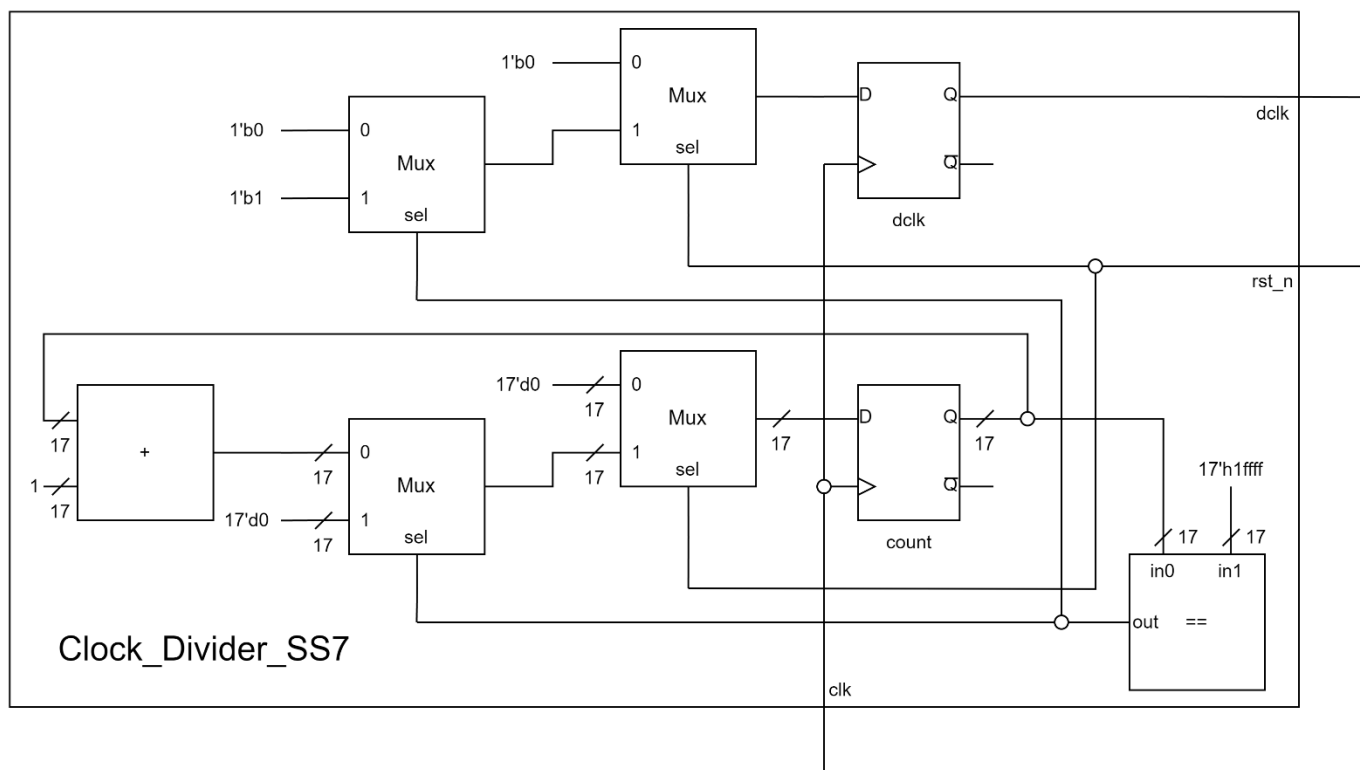 1'b0
0
Mux
1
sel
D
Q
dclk
1'b0
0
Mux
1'b1
1
sel
Q
dclk
rst_n
17
+
1
17
0
17
Mux
17'd0
17
1
sel
17'd0
17
0
Mux
17
1
sel
17
D
Q
17
Q
count
17'h1ffff
17
17
in0
in1
out
==
Clock_Divider_SS7
clk